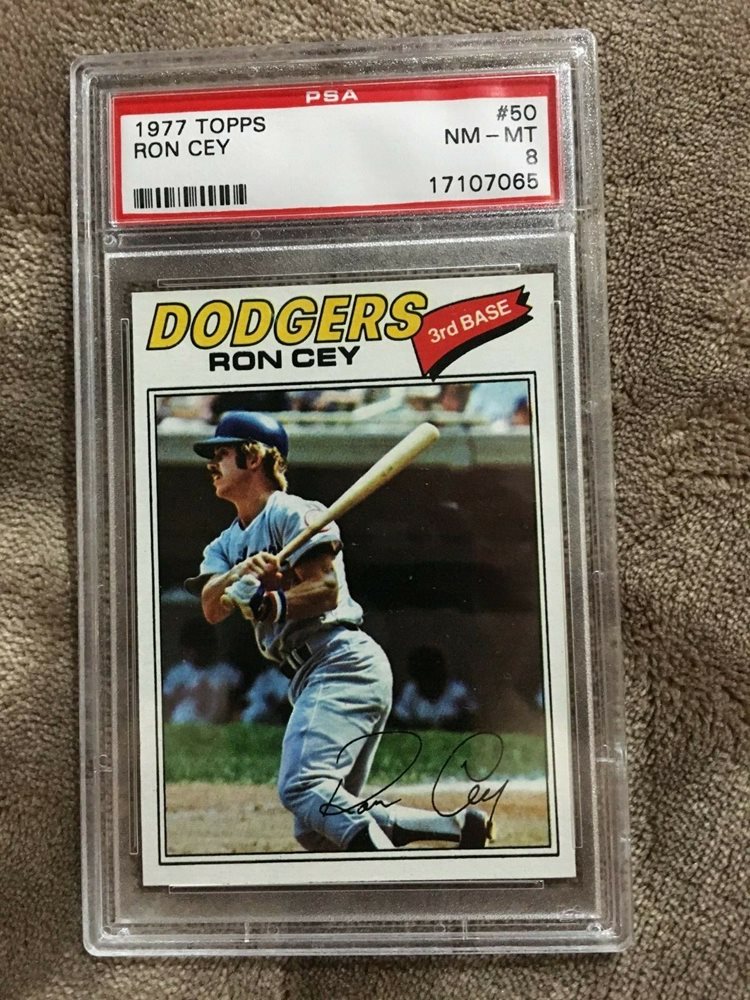 PSA
1977 TOPPS #50
RON CEY NM - MT
8
17107065
DODGERS
3rd BASE
RON CEY
Ron Cey